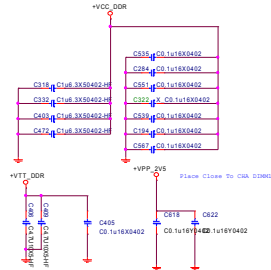 +VCC_DDR
C535 C0.1u16X0402
C284 C0.1u16X0402
C318 C1u6.3X50402-HF
C551 C0.1u16X0402
C332 C1u6.3X50402-HF
C322 X_C0.1u16X0402
C403 C1u6.3X50402-HF
C539 C0.1u16X0402
C472 C1u6.3X50402-HF
C194 C0.1u16X0402
C567 C0.1u16X0402
+VTT_DDR
+VPP_2V5
Place Close To CHA DIMM1
C405
C0.1u16X0402
C618
C0.1u16Y0402
C622
C0.1u16Y0402